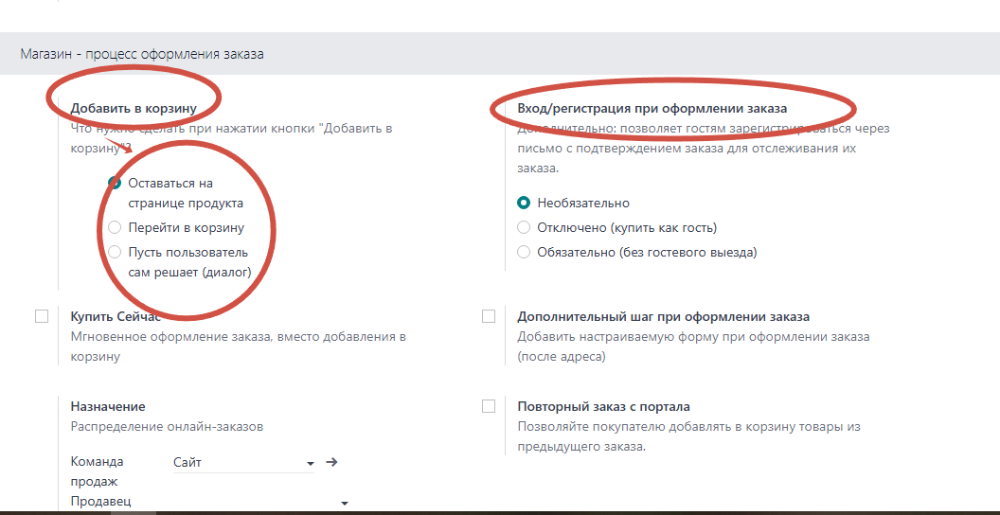 Магазин - процесс оформления заказа
Добавить в корзину
Что нужно сделать при нажатии кнопки "Добавить в
корзину"?
Оставаться на
странице продукта
Перейти в корзину
Пусть пользователь
сам решает (диалог)
Вход/регистрация при оформлении заказа
Дополнительно: позволяет гостям зарегистрироваться через
письмо с подтверждением заказа для отслеживания их
заказа.
Необязательно
Отключено (купить как гость)
Обязательно (без гостевого выезда)
Купить Сейчас
Мгновенное оформление заказа, вместо добавления в
корзину
Дополнительный шаг при оформлении заказа
Добавить настраиваемую форму при оформлении заказа
(после адреса)
Назначение
Распределение онлайн-заказов
Команда
продаж
Сайт
Продавец
Повторный заказ с портала
Позволяйте покупателю добавлять в корзину товары из
предыдущего заказа.